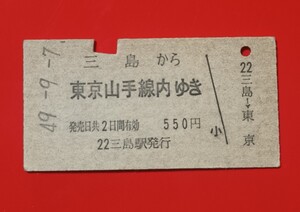 49-9-7
三島から
東京山手線内ゆき
発売日共2日間有効 550円
22三島駅発行
小
22
三島→東京